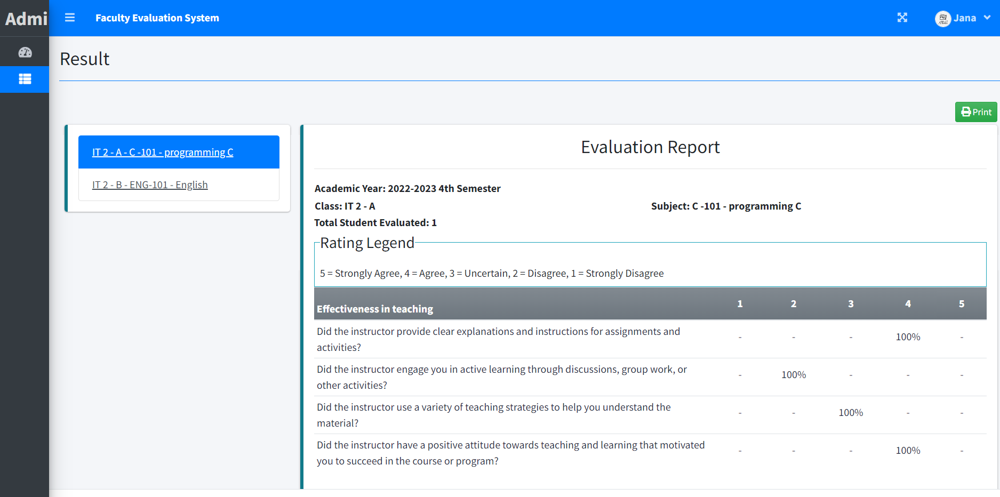 Admi
Faculty Evaluation System
Jana
Result
Print
IT 2 - A - C -101 - programming C
IT 2 - B - ENG-101 - English
Evaluation Report
Academic Year: 2022-2023 4th Semester
Class: IT 2 - A
Subject: C -101 - programming C
Total Student Evaluated: 1
Rating Legend
5 = Strongly Agree, 4 = Agree, 3 = Uncertain, 2 = Disagree, 1 = Strongly Disagree
Effectiveness in teaching 1 2 3 4 5
Did the instructor provide clear explanations and instructions for assignments and
activities? - - - 100% -
Did the instructor engage you in active learning through discussions, group work, or
other activities? - 100% - - -
Did the instructor use a variety of teaching strategies to help you understand the
material? - - 100% - -
Did the instructor have a positive attitude towards teaching and learning that motivated
you to succeed in the course or program? - - - 100% -